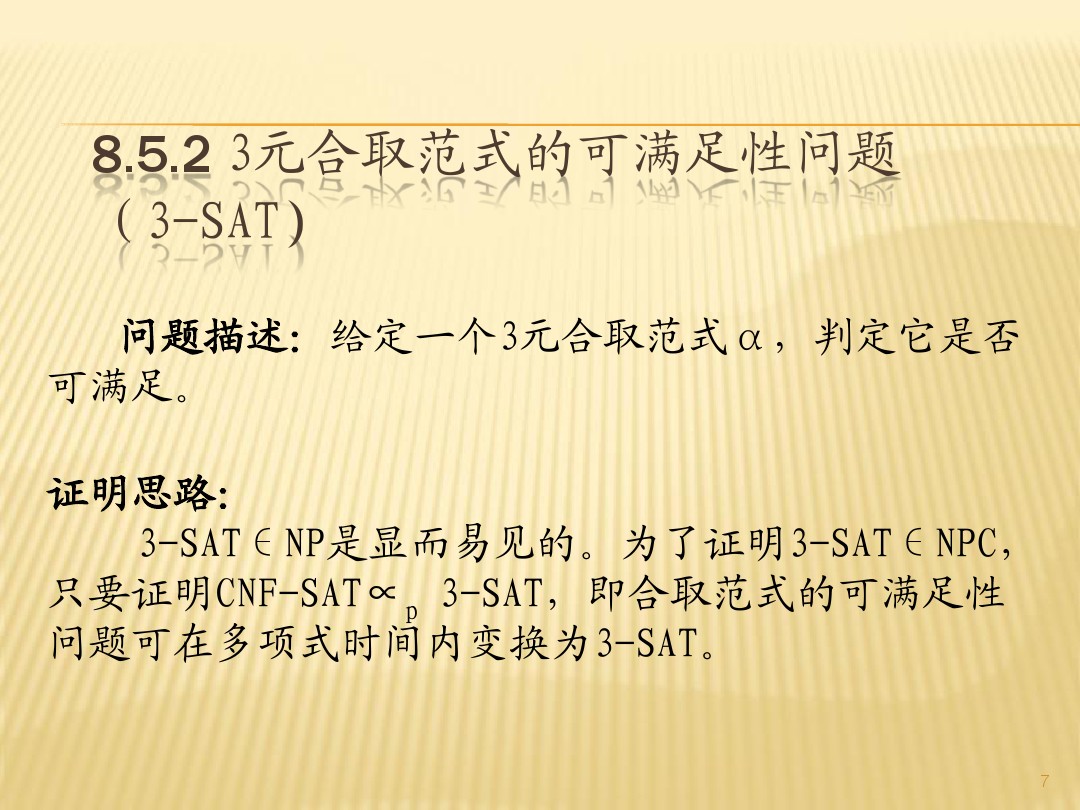 8.5.2 3元合取范式的可满足性问题
（3-SAT）
问题描述：给定一个3元合取范式α，判定它是否
可满足。
证明思路：
3-SAT∈NP是显而易见的。为了证明3-SAT∈NPC，
只要证明CNF-SAT∝p 3-SAT，即合取范式的可满足性
问题可在多项式时间内变换为3-SAT。
7